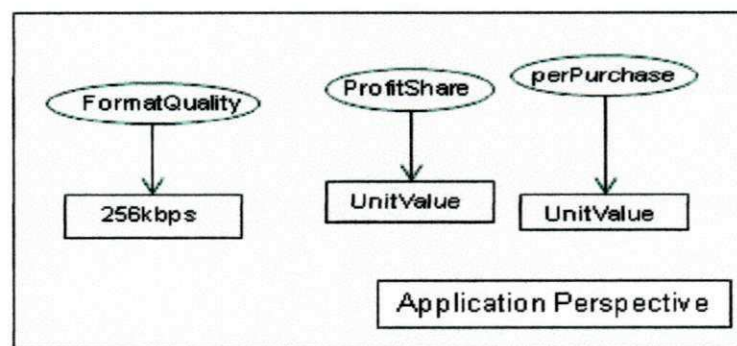 FormatQuality
ProfitShare
perPurchase
256kbps
UnitValue
UnitValue
Application Perspective